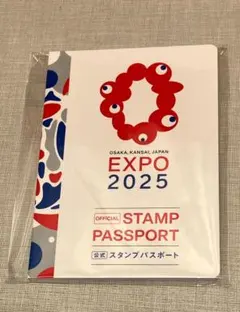 OSAKA, KANSAI, JAPAN
EXPO
2025
OFFICIAL STAMP
PASSPORT
公式 スタンプパスポート